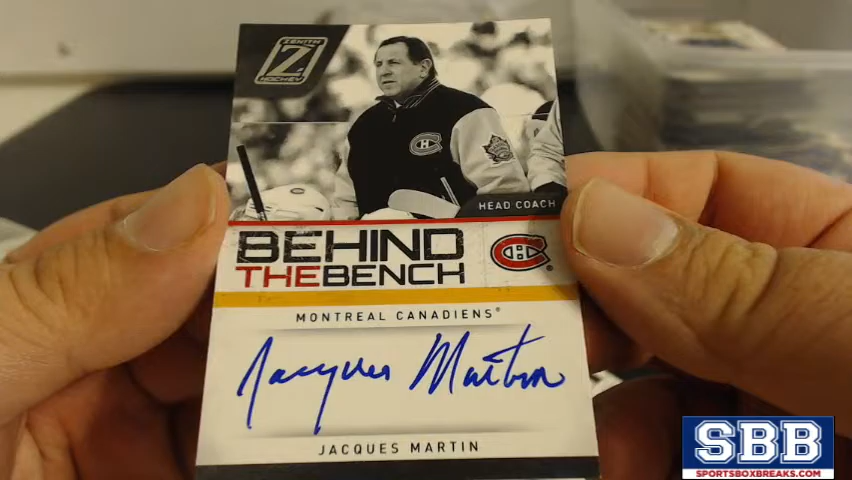 ZENITH
Z
HOCKEY
HEAD COACH
BEHIND
THE BENCH
MONTREAL CANADIENS®
Jacques Martin
JACQUES MARTIN
SBB
SPORTSBOXBREAKS.COM